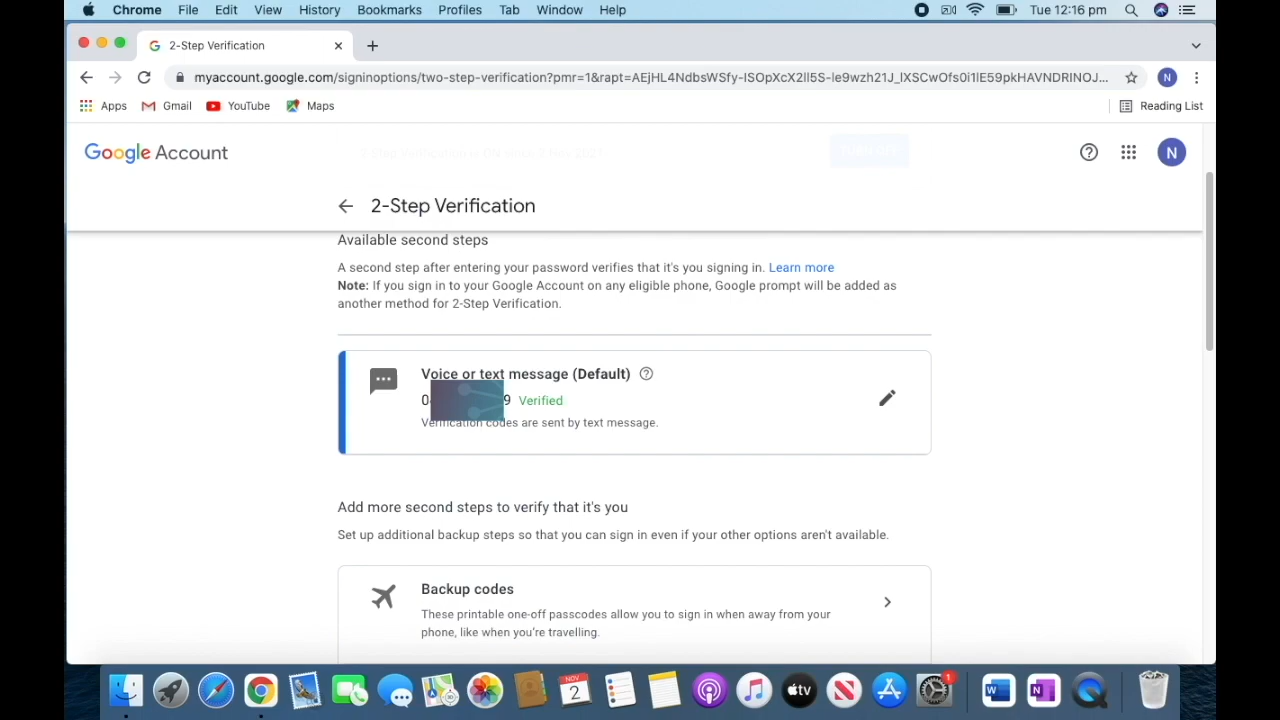 Chrome File Edit View History Bookmarks Profiles Tab Window Help Tue 12:16 pm
2-Step Verification
myaccount.google.com/signinoptions/two-step-verification?pmr=1&rapt=
N
Apps Gmail YouTube Maps Reading List
Google Account
N
2-Step Verification
Available second steps
A second step after entering your password verifies that it's you signing in. Learn more
Note: If you sign in to your Google Account on any eligible phone, Google prompt will be added as
another method for 2-Step Verification.
Voice or text message (Default)
9 Verified
Verification codes are sent by text message.
Add more second steps to verify that it's you
Set up additional backup steps so that you can sign in even if your other options aren't available.
Backup codes
These printable one-off passcodes allow you to sign in when away from your
phone, like when you're travelling.
NOV
2
tv
1
W
N